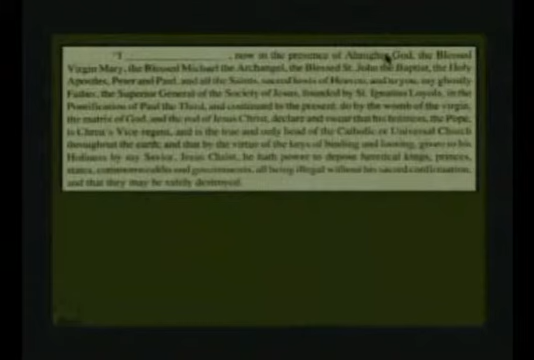 "I ____________, now in the presence of Almighty God, the Blessed
Virgin Mary, the Blessed Michael the Archangel, the Blessed St. John the Baptist, the Holy
Apostles, Peter and Paul, and all the Saints, sacred hosts of Heaven, and to you, my ghostly
Father, the Superior General of the Society of Jesus, founded by St. Ignatius Loyola, in the
Pontification of Paul the Third, and continued to the present, do by the womb of the virgin,
the matrix of God, and the rod of Jesus Christ, declare and swear that his holiness, the Pope,
is Christ's Vice regent, and is the true and only head of the Catholic or Universal Church
throughout the earth; and that by the virtue of the keys of binding and loosing, given to his
Holiness by my Savior, Jesus Christ, he hath power to depose heretical kings, princes,
states, commonwealths and governments, all being illegal without his sacred confirmation,
and that they may be safely destroyed.